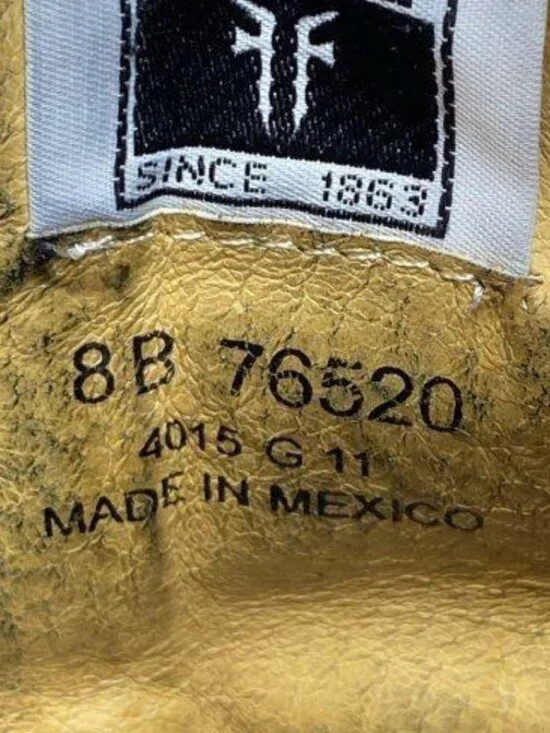 SINCE 1863
8B 76520
4015 G 11
MADE IN MEXICO